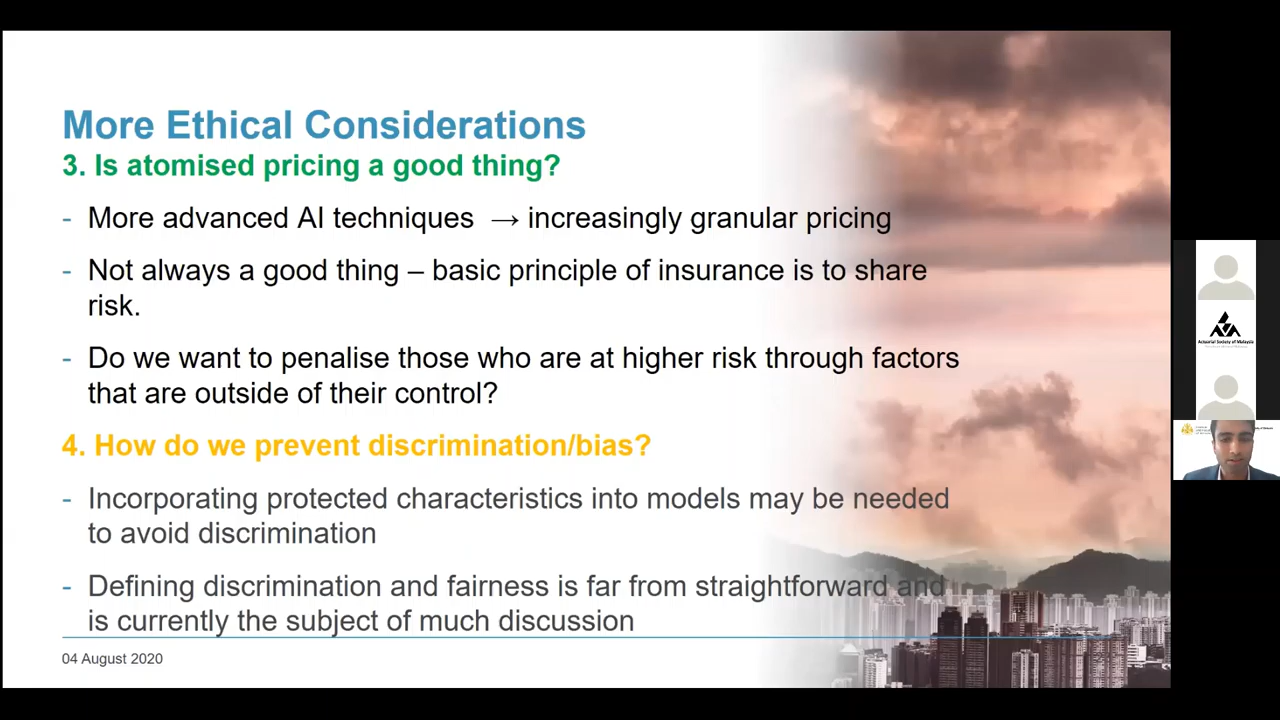 More Ethical Considerations
3. Is atomised pricing a good thing?
- More advanced AI techniques → increasingly granular pricing
- Not always a good thing – basic principle of insurance is to share
risk.
- Do we want to penalise those who are at higher risk through factors
that are outside of their control?
4. How do we prevent discrimination/bias?
- Incorporating protected characteristics into models may be needed
to avoid discrimination
- Defining discrimination and fairness is far from straightforward and
is currently the subject of much discussion
04 August 2020
Actuarial Society of Malaysia